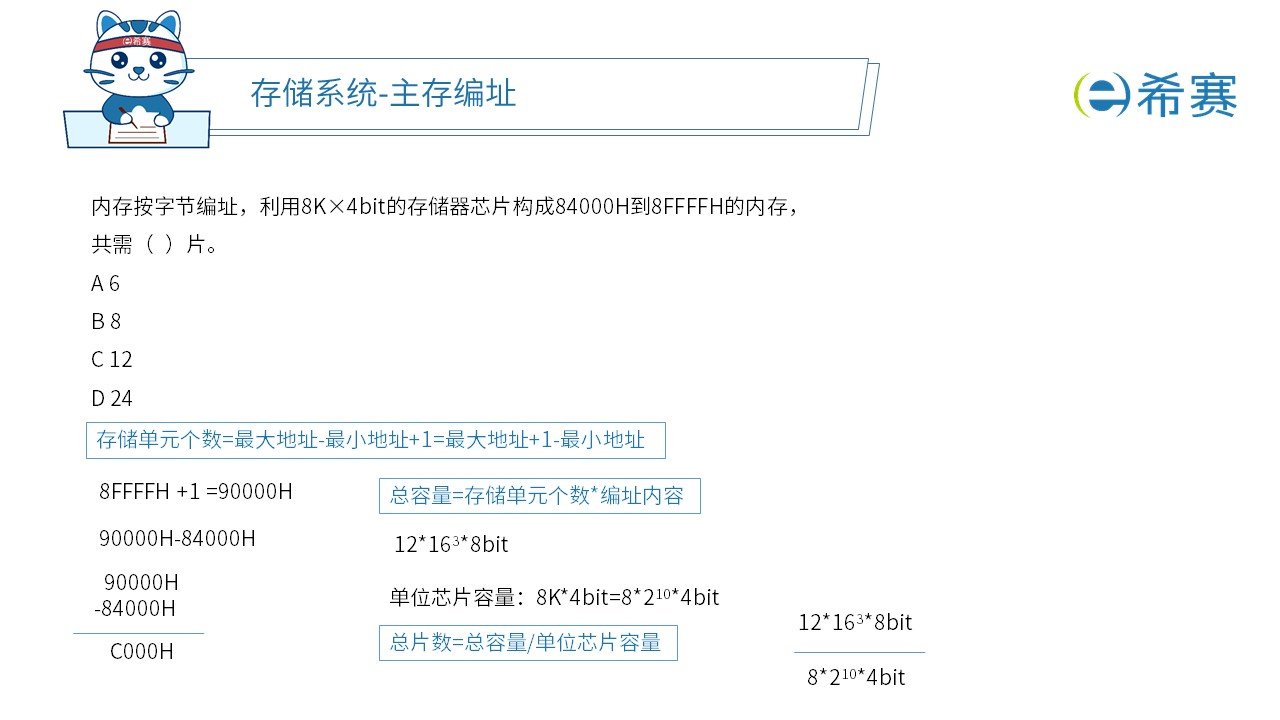 希赛
存储系统-主存编址
希赛
内存按字节编址，利用8K×4bit的存储器芯片构成84000H到8FFFFH的内存，
共需（ ）片。
A 6
B 8
C 12
D 24
存储单元个数=最大地址-最小地址+1=最大地址+1-最小地址
8FFFFH +1 =90000H
总容量=存储单元个数*编址内容
90000H-84000H
12*16³*8bit
90000H
-84000H
C000H
单位芯片容量：8K*4bit=8*2¹⁰*4bit
总片数=总容量/单位芯片容量
12*16³*8bit
8*2¹⁰*4bit